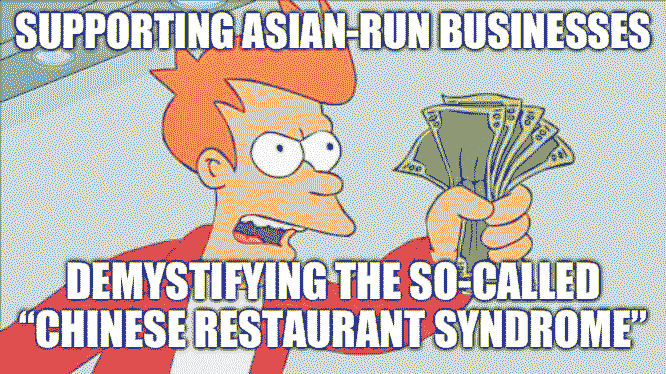 SUPPORTING ASIAN-RUN BUSINESSES
DEMYSTIFYING THE SO-CALLED
“CHINESE RESTAURANT SYNDROME”